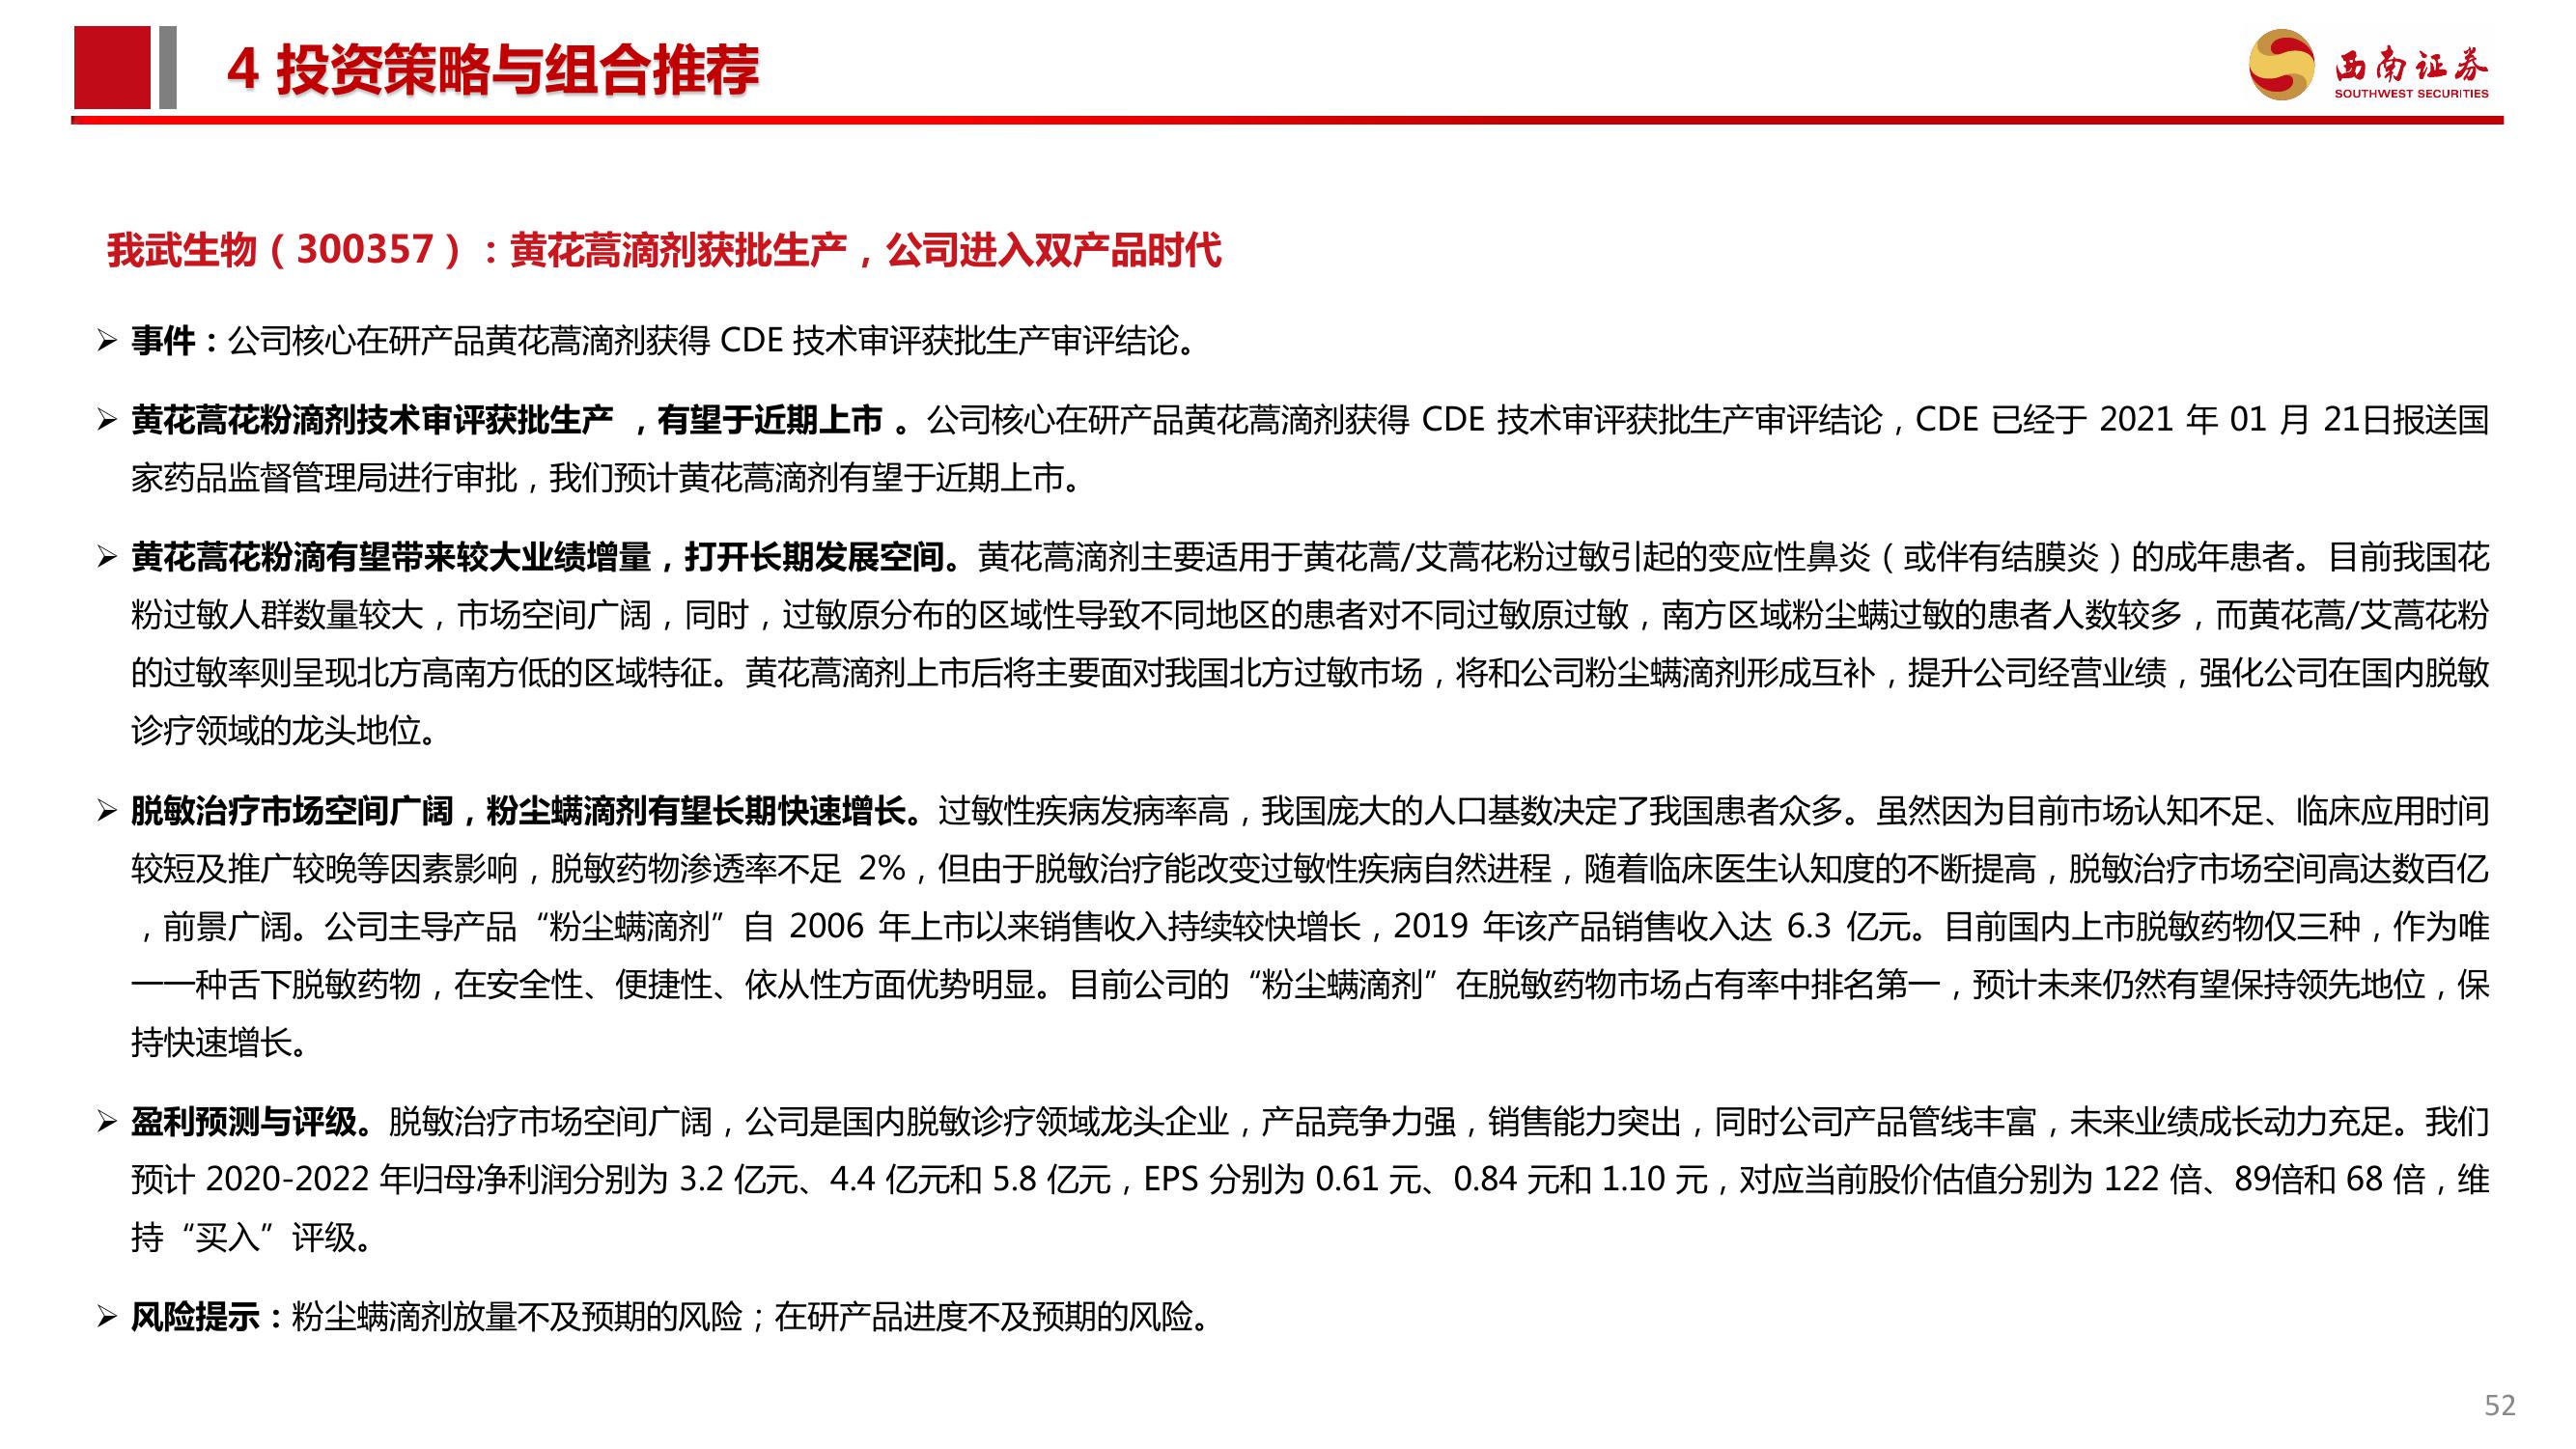 4 投资策略与组合推荐
西南证券
SOUTHWEST SECURITIES
我武生物（300357）：黄花蒿滴剂获批生产，公司进入双产品时代
➢ 事件：公司核心在研产品黄花蒿滴剂获得 CDE 技术审评获批生产审评结论。
➢ 黄花蒿花粉滴剂技术审评获批生产 ，有望于近期上市 。公司核心在研产品黄花蒿滴剂获得 CDE 技术审评获批生产审评结论，CDE 已经于 2021 年 01 月 21日报送国
家药品监督管理局进行审批，我们预计黄花蒿滴剂有望于近期上市。
➢ 黄花蒿花粉滴有望带来较大业绩增量，打开长期发展空间。黄花蒿滴剂主要适用于黄花蒿/艾蒿花粉过敏引起的变应性鼻炎（或伴有结膜炎）的成年患者。目前我国花
粉过敏人群数量较大，市场空间广阔，同时，过敏原分布的区域性导致不同地区的患者对不同过敏原过敏，南方区域粉尘螨过敏的患者人数较多，而黄花蒿/艾蒿花粉
的过敏率则呈现北方高南方低的区域特征。黄花蒿滴剂上市后将主要面对我国北方过敏市场，将和公司粉尘螨滴剂形成互补，提升公司经营业绩，强化公司在国内脱敏
诊疗领域的龙头地位。
➢ 脱敏治疗市场空间广阔，粉尘螨滴剂有望长期快速增长。过敏性疾病发病率高，我国庞大的人口基数决定了我国患者众多。虽然因为目前市场认知不足、临床应用时间
较短及推广较晚等因素影响，脱敏药物渗透率不足 2%，但由于脱敏治疗能改变过敏性疾病自然进程，随着临床医生认知度的不断提高，脱敏治疗市场空间高达数百亿
，前景广阔。公司主导产品“粉尘螨滴剂”自 2006 年上市以来销售收入持续较快增长，2019 年该产品销售收入达 6.3 亿元。目前国内上市脱敏药物仅三种，作为唯
一一种舌下脱敏药物，在安全性、便捷性、依从性方面优势明显。目前公司的“粉尘螨滴剂”在脱敏药物市场占有率中排名第一，预计未来仍然有望保持领先地位，保
持快速增长。
➢ 盈利预测与评级。脱敏治疗市场空间广阔，公司是国内脱敏诊疗领域龙头企业，产品竞争力强，销售能力突出，同时公司产品管线丰富，未来业绩成长动力充足。我们
预计 2020-2022 年归母净利润分别为 3.2 亿元、4.4 亿元和 5.8 亿元，EPS 分别为 0.61 元、0.84 元和 1.10 元，对应当前股价估值分别为 122 倍、89倍和 68 倍，维
持“买入”评级。
➢ 风险提示：粉尘螨滴剂放量不及预期的风险；在研产品进度不及预期的风险。
52